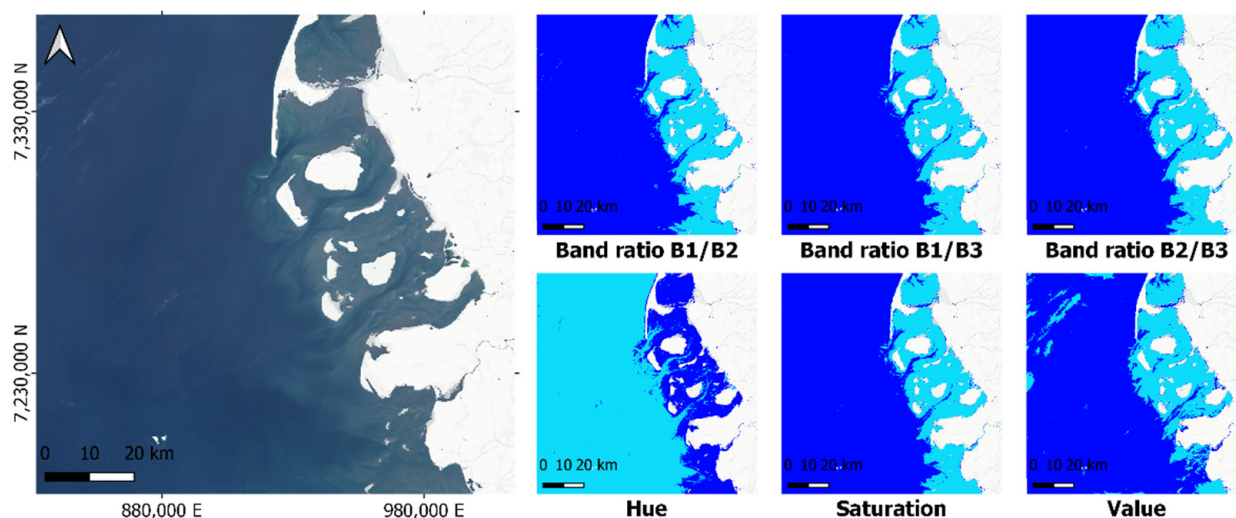 7,330,000 N
7,230,000 N
0 10 20 km
880,000 E
980,000 E
0 10 20 km
Band ratio B1/B2
0 10 20 km
Band ratio B1/B3
0 10 20 km
Band ratio B2/B3
0 10 20 km
Hue
0 10 20 km
Saturation
0 10 20 km
Value